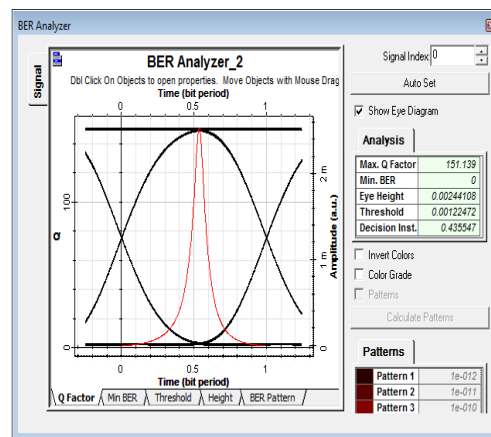 BER Analyzer
Signal
BER Analyzer_2
Dbl Click On Objects to open properties. Move Objects with Mouse Drag
Time (bit period)
0 0.5 1
Q
0 100
Amplitude (a.u.)
0 1 m 2 m
0 0.5 1
Time (bit period)
Q Factor Min BER Threshold Height BER Pattern
Signal Index: 0
Auto Set
Show Eye Diagram
Analysis
Max. Q Factor 151.139
Min. BER 0
Eye Height 0.00244108
Threshold 0.00122472
Decision Inst. 0.435547
Invert Colors
Color Grade
Patterns
Calculate Patterns
Patterns
Pattern 1 1e-012
Pattern 2 1e-011
Pattern 3 1e-010